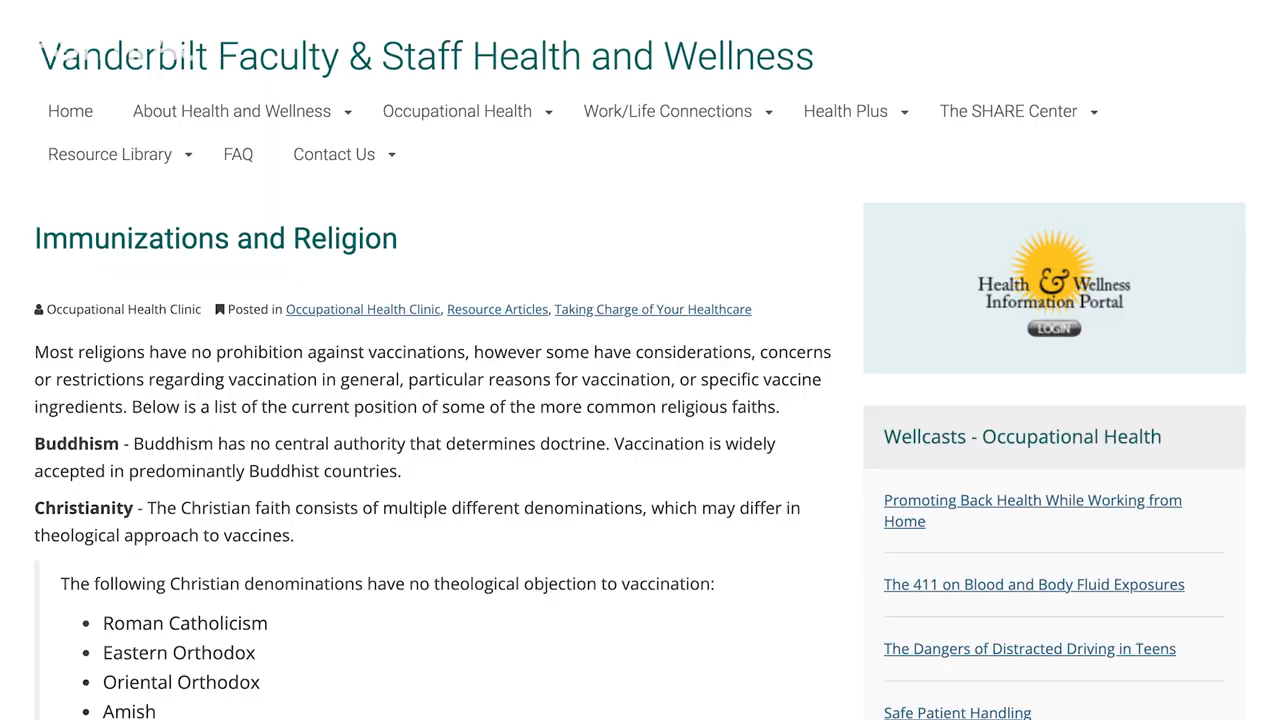 Vanderbilt Faculty & Staff Health and Wellness
Home About Health and Wellness Occupational Health Work/Life Connections Health Plus The SHARE Center
Resource Library FAQ Contact Us
Immunizations and Religion
Occupational Health Clinic Posted in Occupational Health Clinic, Resource Articles, Taking Charge of Your Healthcare
Most religions have no prohibition against vaccinations, however some have considerations, concerns
or restrictions regarding vaccination in general, particular reasons for vaccination, or specific vaccine
ingredients. Below is a list of the current position of some of the more common religious faiths.
Buddhism - Buddhism has no central authority that determines doctrine. Vaccination is widely
accepted in predominantly Buddhist countries.
Christianity - The Christian faith consists of multiple different denominations, which may differ in
theological approach to vaccines.
The following Christian denominations have no theological objection to vaccination:
• Roman Catholicism
• Eastern Orthodox
• Oriental Orthodox
• Amish
Health & Wellness
Information Portal
LOGIN
Wellcasts - Occupational Health
Promoting Back Health While Working from
Home
The 411 on Blood and Body Fluid Exposures
The Dangers of Distracted Driving in Teens
Safe Patient Handling